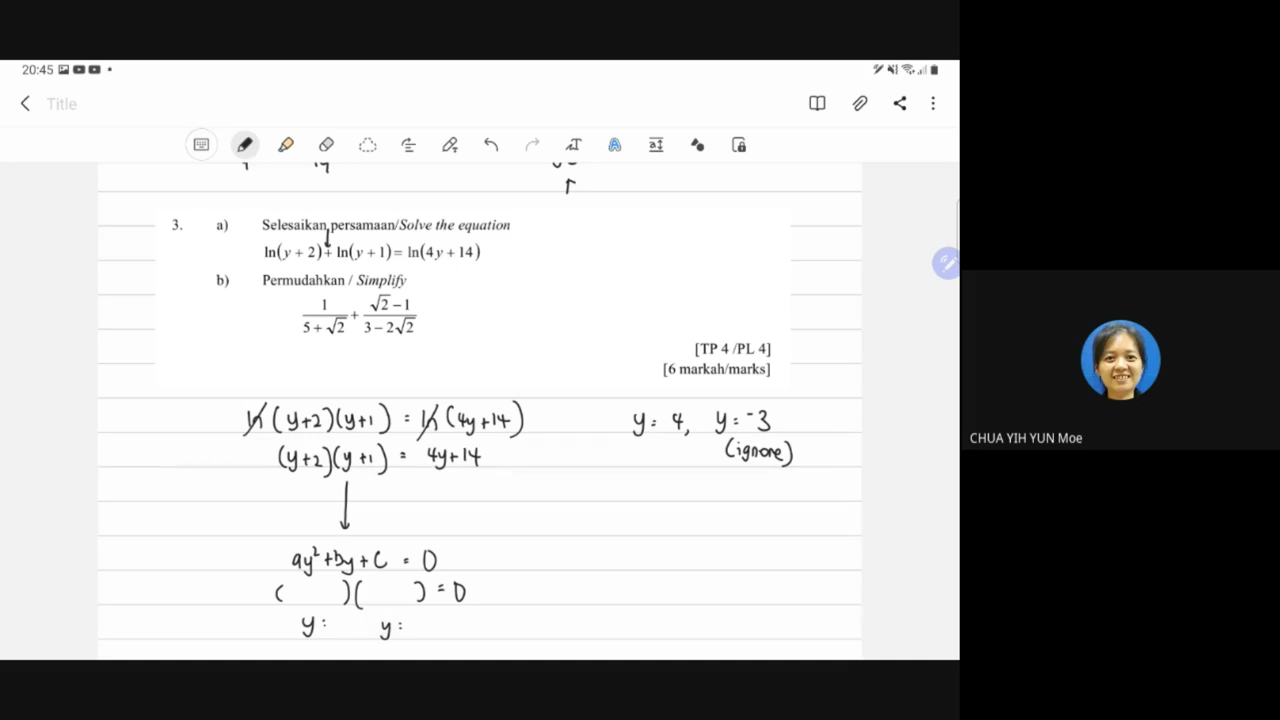 20:45
Title
3. a) Selesaikan persamaan/Solve the equation
ln(y + 2) + ln(y + 1) = ln(4y + 14)
b) Permudahkan / Simplify
1/(5 + √2) + (√2 − 1)/(3 − 2√2)
[TP 4 /PL 4]
[6 markah/marks]
ln (y+2)(y+1) = ln (4y+14)
(y+2)(y+1) = 4y+14
ay²+by+c = 0
( )( ) = 0
y= y=
y= 4, y= -3
(ignore)
CHUA YIH YUN Moe